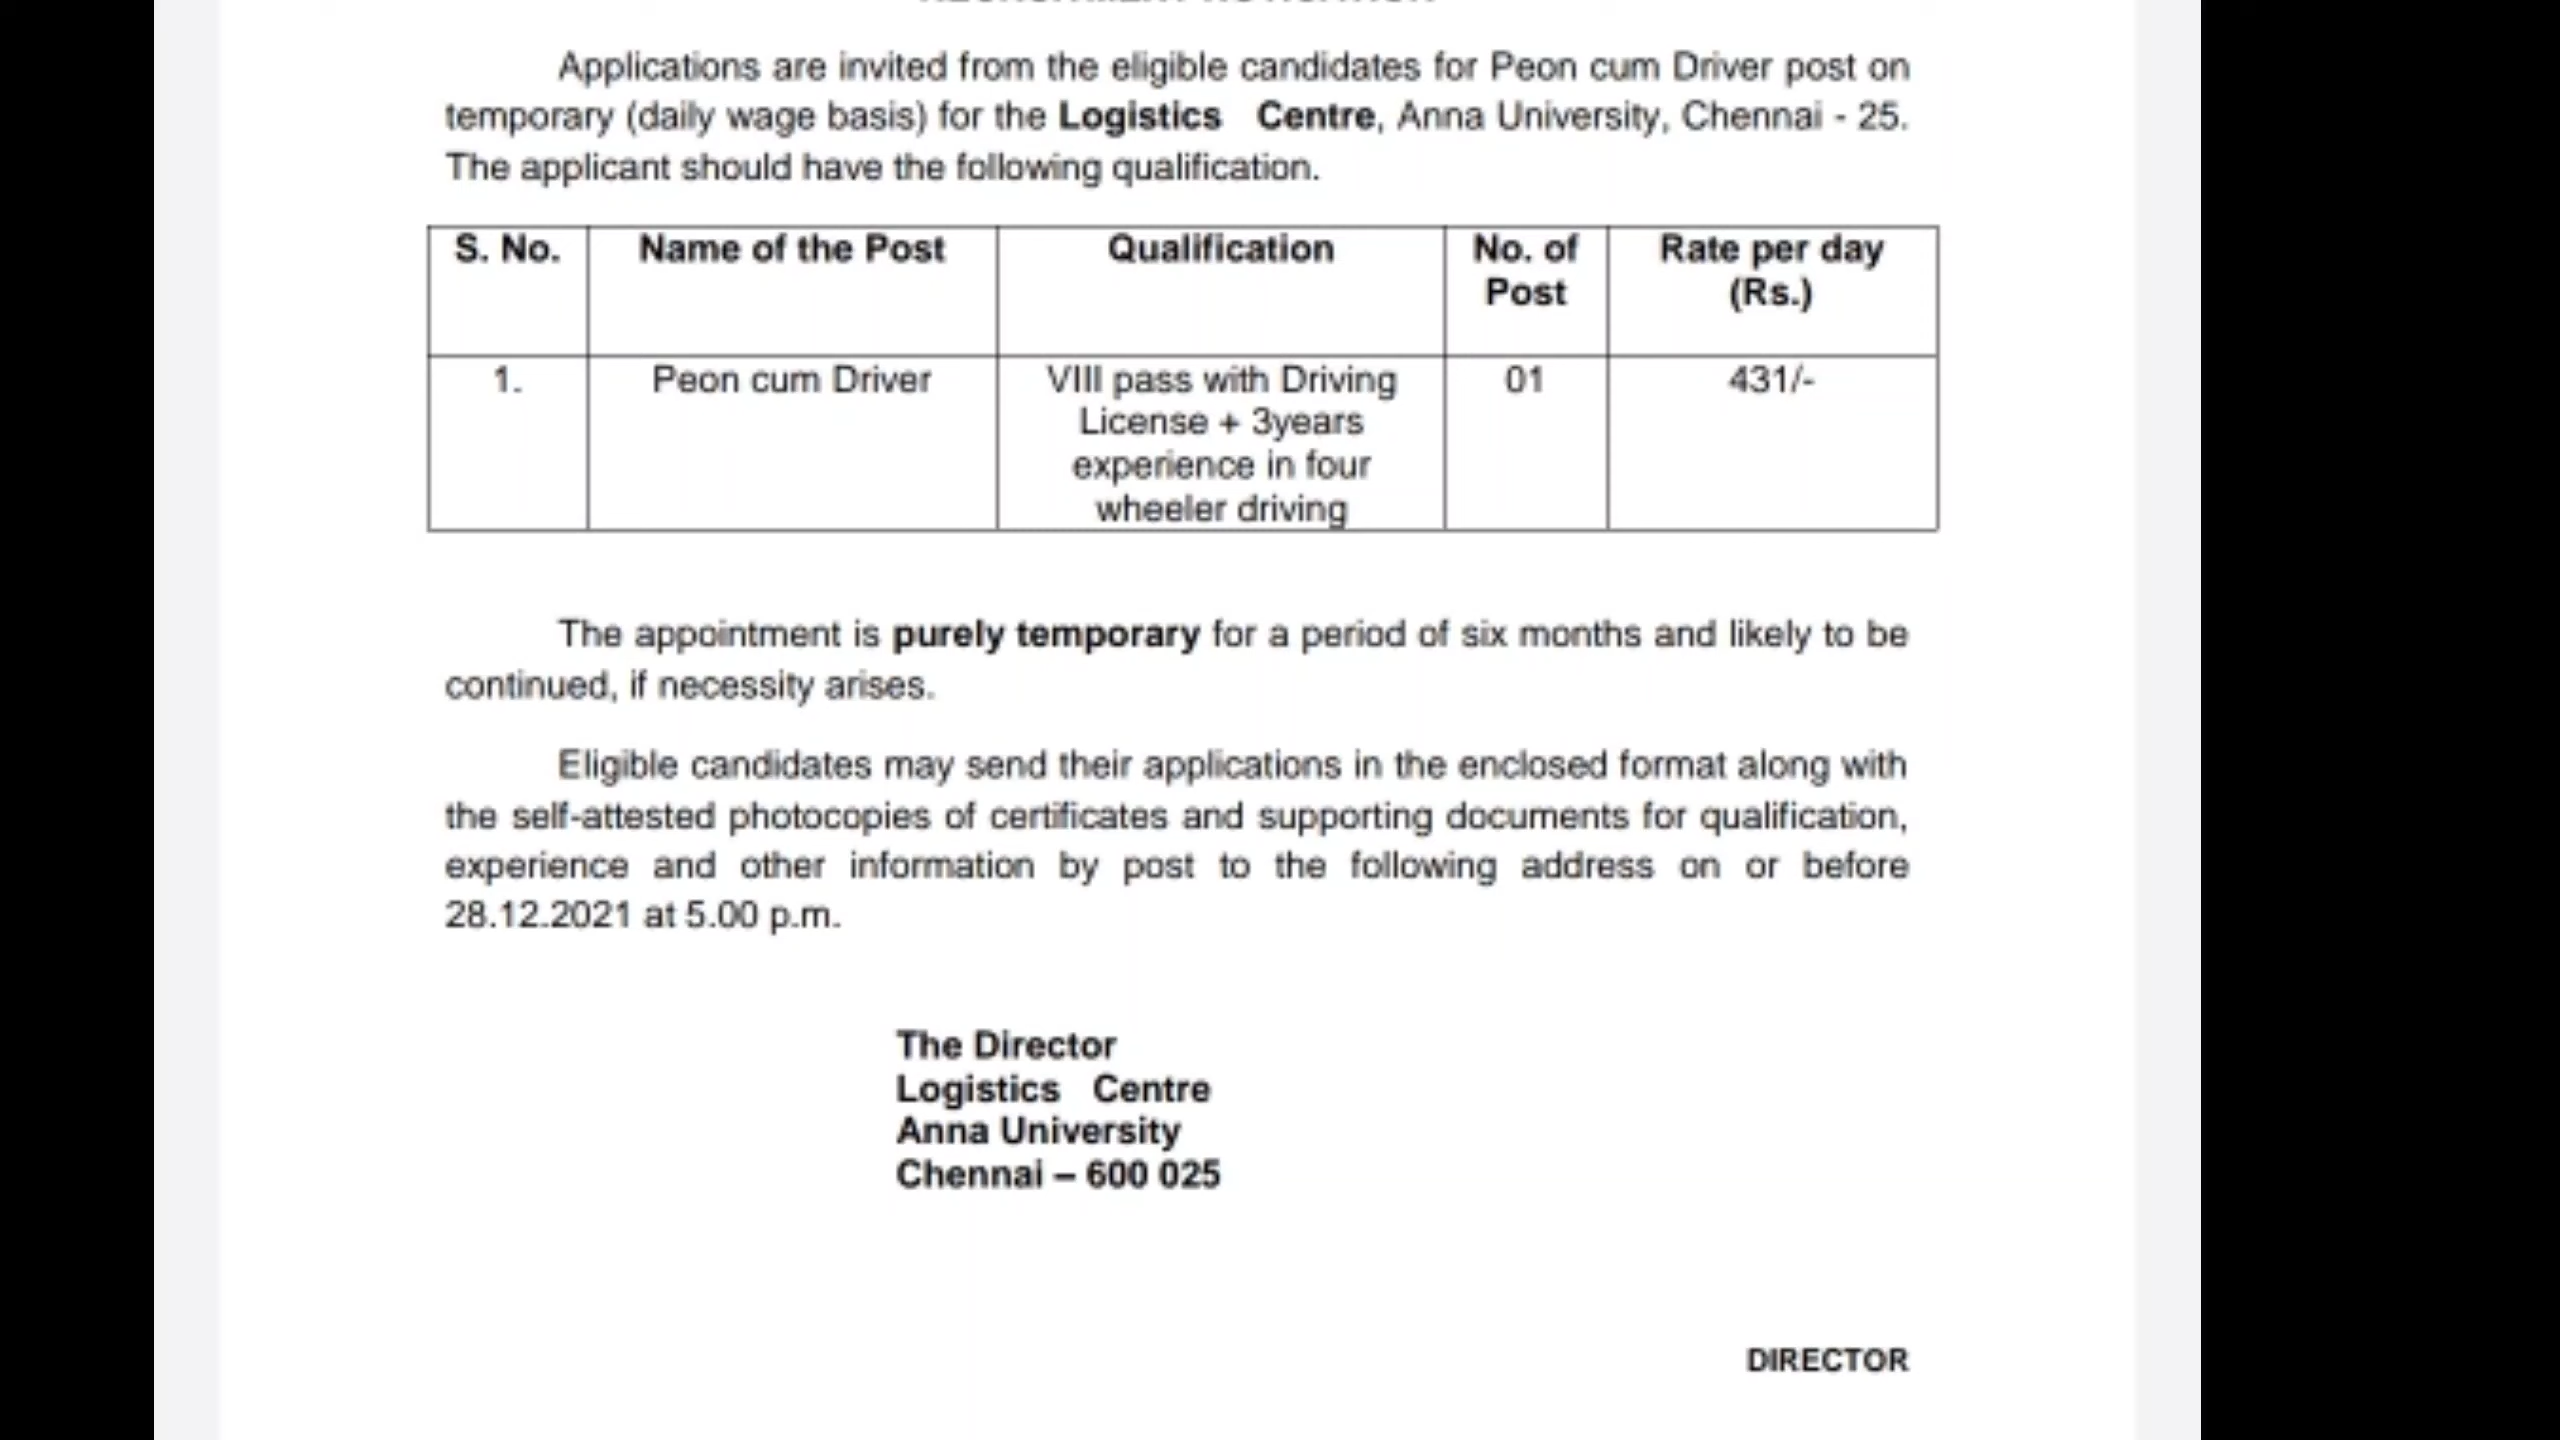 Applications are invited from the eligible candidates for Peon cum Driver post on
temporary (daily wage basis) for the Logistics Centre, Anna University, Chennai - 25.
The applicant should have the following qualification.
S. No. Name of the Post Qualification No. of Post Rate per day (Rs.)
1. Peon cum Driver VIII pass with Driving 01 431/-
License + 3years
experience in four
wheeler driving
The appointment is purely temporary for a period of six months and likely to be
continued, if necessity arises.
Eligible candidates may send their applications in the enclosed format along with
the self-attested photocopies of certificates and supporting documents for qualification,
experience and other information by post to the following address on or before
28.12.2021 at 5.00 p.m.
The Director
Logistics Centre
Anna University
Chennai – 600 025
DIRECTOR